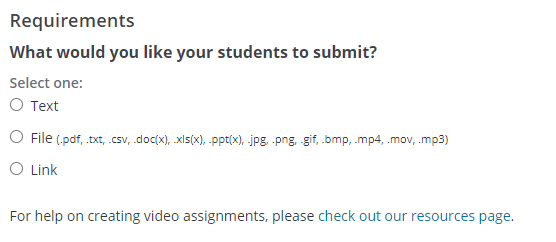 Requirements
What would you like your students to submit?
Select one:
Text
File (.pdf, .txt, .csv, .doc(x), .xls(x), .ppt(x), .jpg, .png, .gif, .bmp, .mp4, .mov, .mp3)
Link
For help on creating video assignments, please check out our resources page.